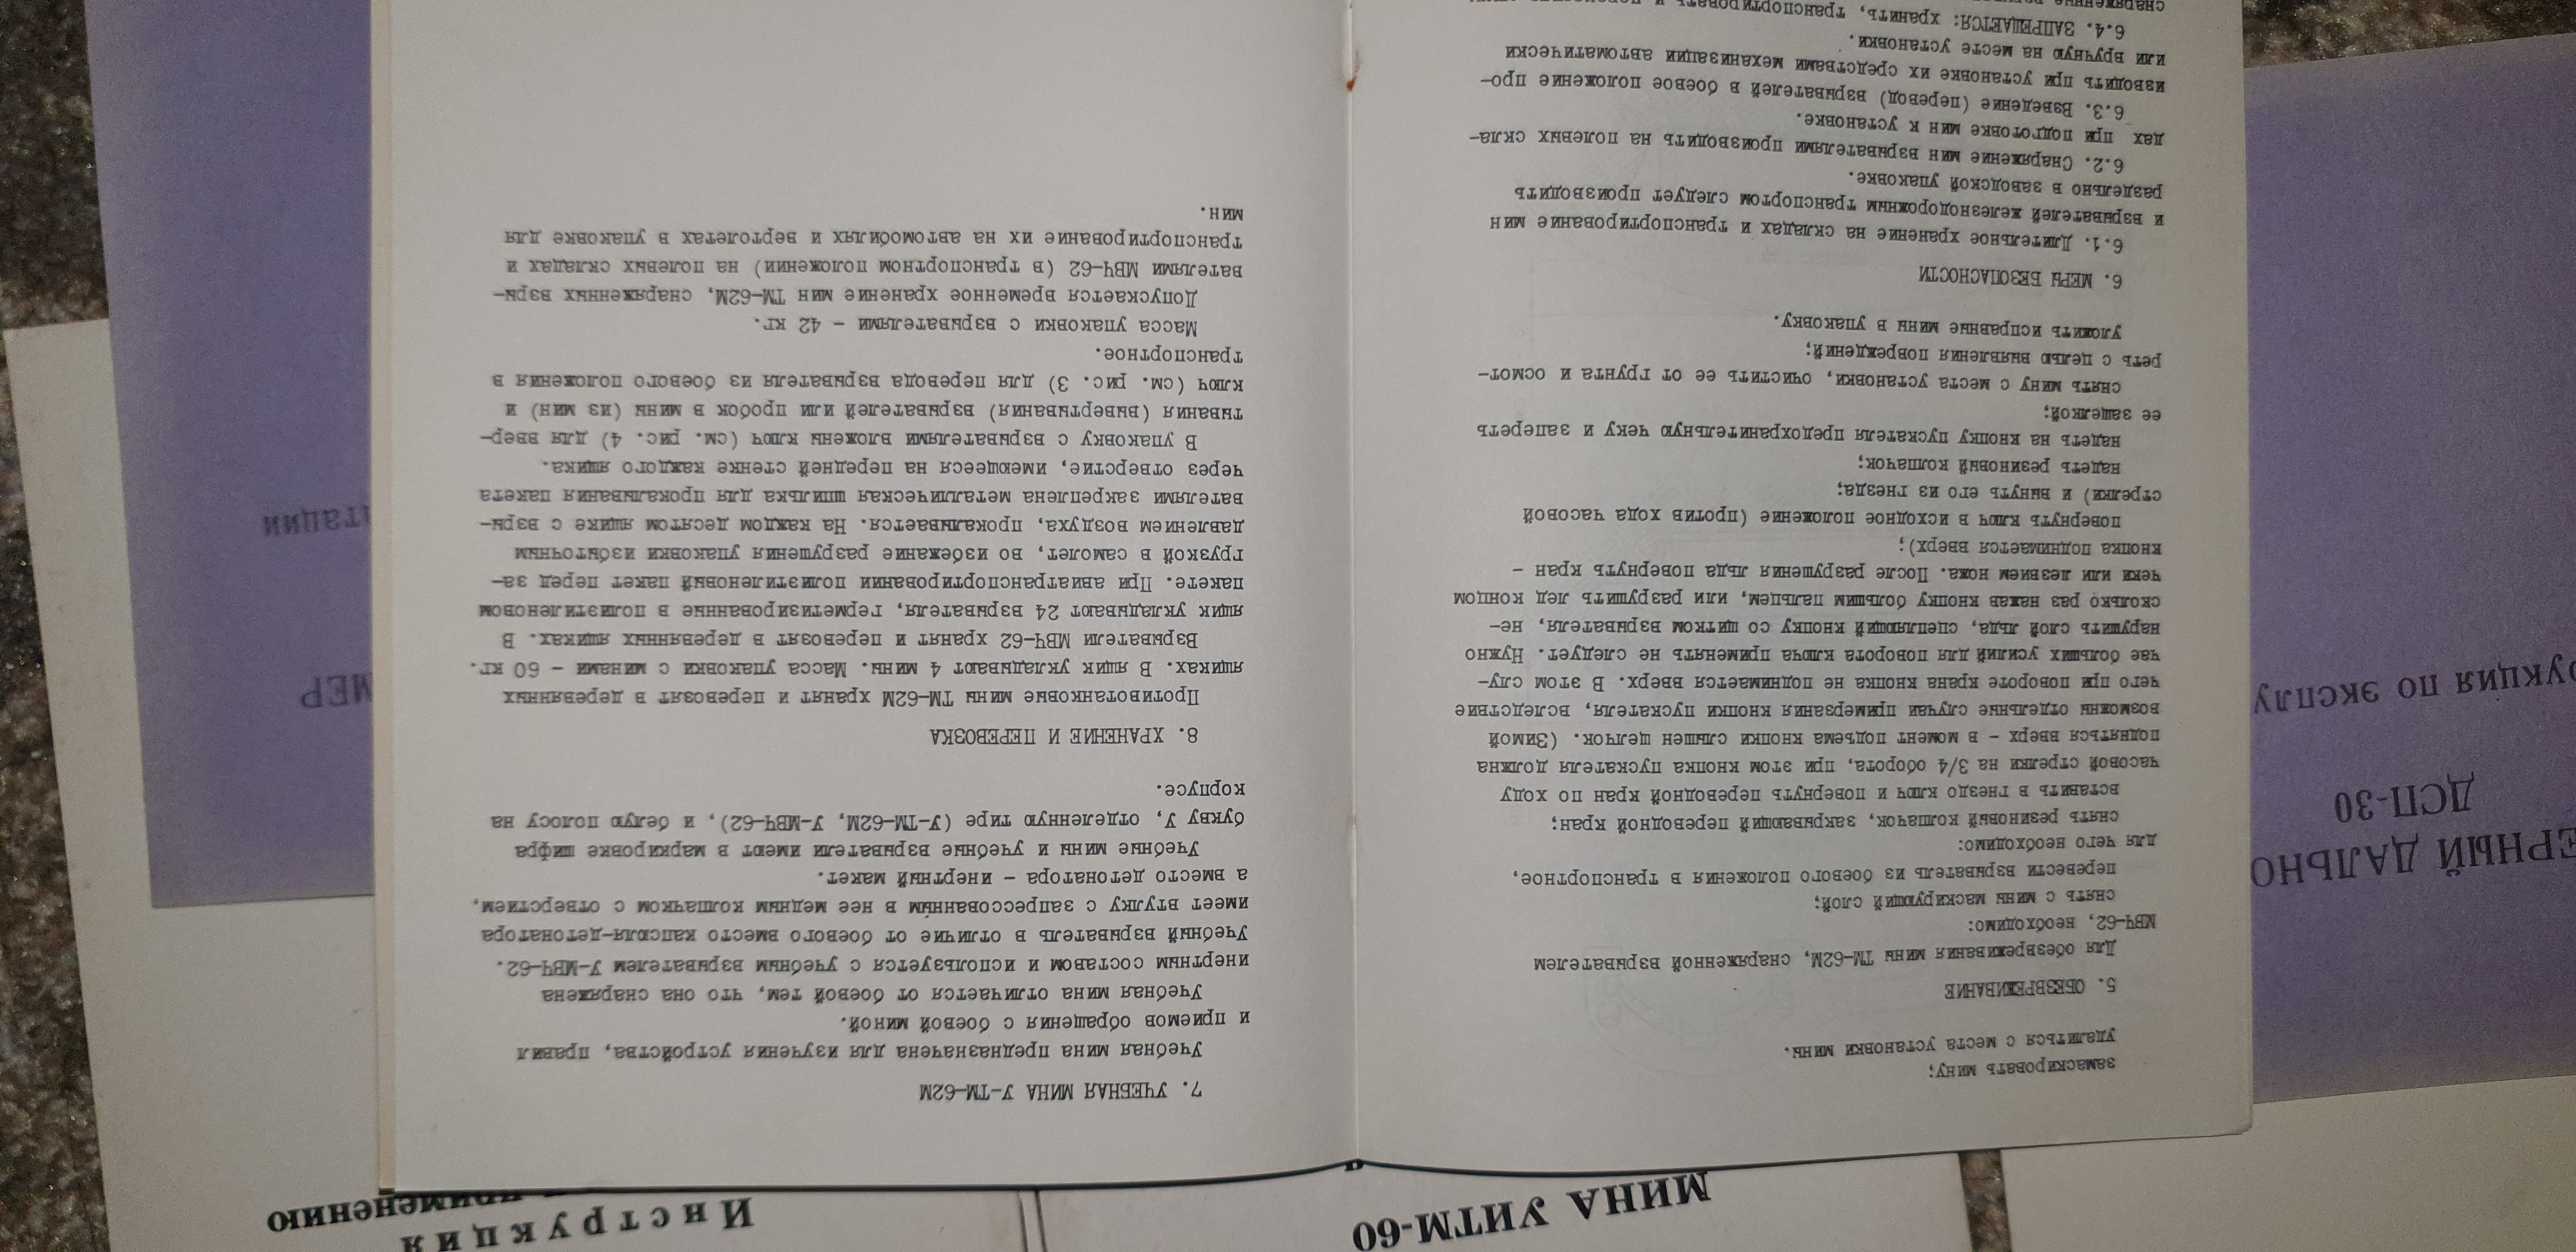 замаскировать мину;
удалиться с места установки мины.
5. ОБЕЗВРЕЖИВАНИЕ
Для обезвреживания мины ТМ-62М, снаряженной взрывателем
МВЧ-62, необходимо:
снять с мины маскирующий слой;
перевести взрыватель из боевого положения в транспортное,
для чего необходимо:
снять резиновый колпачок, закрывающий переводной кран;
вставить в гнездо ключ и повернуть переводной кран по ходу
часовой стрелки на 3/4 оборота, при этом кнопка пускателя должна
подняться вверх - в момент подъема кнопки слышен щелчок. (Зимой
возможны отдельные случаи примерзания кнопки пускателя, вследствие
чего при повороте крана кнопка не поднимается вверх. В этом слу-
чае больших усилий для поворота ключа применять не следует. Нужно
нарушить слой льда, сцепляющий кнопку со щитком взрывателя, не-
сколько раз нажав кнопку большим пальцем, или разрушить лед концом
чеки или лезвием ножа. После разрушения льда повернуть кран -
кнопка поднимается вверх);
повернуть ключ в исходное положение (против хода часовой
стрелки) и вынуть его из гнезда;
надеть резиновый колпачок;
надеть на кнопку пускателя предохранительную чеку и запереть
ее защелкой;
снять мину с места установки, очистить ее от грунта и осмот-
реть с целью выявления повреждений;
уложить исправные мины в упаковку.
6. МЕРЫ БЕЗОПАСНОСТИ
6.1. Длительное хранение на складах и транспортирование мин
и взрывателей железнодорожным транспортом следует производить
раздельно в заводской упаковке.
6.2. Снаряжение мин взрывателями производить на полевых скла-
дах при подготовке мин к установке.
6.3. Взведение (перевод) взрывателей в боевое положение про-
изводить при установке их средствами механизации автоматически
или вручную на месте установки.
6.4. ЗАПРЕЩАЕТСЯ: хранить, транспортировать и
7. УЧЕБНАЯ МИНА У-ТМ-62М
Учебная мина предназначена для изучения устройства, правил
и приемов обращения с боевой миной.
Учебная мина отличается от боевой тем, что она снаряжена
инертным составом и используется с учебным взрывателем У-МВЧ-62.
Учебный взрыватель в отличие от боевого вместо капсюля-детонатора
имеет втулку с запрессованным в нее медным колпачком с отверстием,
а вместо детонатора - инертный макет.
Учебные мины и учебные взрыватели имеют в маркировке шифра
букву У, отделенную тире (У-ТМ-62М, У-МВЧ-62), и белую полосу на
корпусе.
8. ХРАНЕНИЕ И ПЕРЕВОЗКА
Противотанковые мины ТМ-62М хранят и перевозят в деревянных
ящиках. В ящик укладывают 4 мины. Масса упаковки с минами - 60 кг.
Взрыватели МВЧ-62 хранят и перевозят в деревянных ящиках. В
ящик укладывают 24 взрывателя, герметизированные в полиэтиленовом
пакете. При авиатранспортировании полиэтиленовый пакет перед за-
грузкой в самолет, во избежание разрушения упаковки избыточным
давлением воздуха, прокалывается. На каждом десятом ящике с взры-
вателями закреплена металлическая шпилька для прокалывания пакета
через отверстие, имеющееся на передней стенке каждого ящика.
В упаковку с взрывателями вложены ключ (см. рис. 4) для ввер-
тывания (вывертывания) взрывателей или пробок в мины (из мин) и
ключ (см. рис. 3) для перевода взрывателя из боевого положения в
транспортное.
Масса упаковки с взрывателями - 42 кг.
Допускается временное хранение мин ТМ-62М, снаряженных взры-
вателями МВЧ-62 (в транспортном положении) на полевых складах и
транспортирование их на автомобилях и вертолетах в упаковке для
мин.
МИНА УИТМ-60
Инструкция
применению
ЕРНЫЙ ДАЛЬНО
МЕР
ДСП-30
УКЦИЯ ПО ЭКСПЛУ
тации